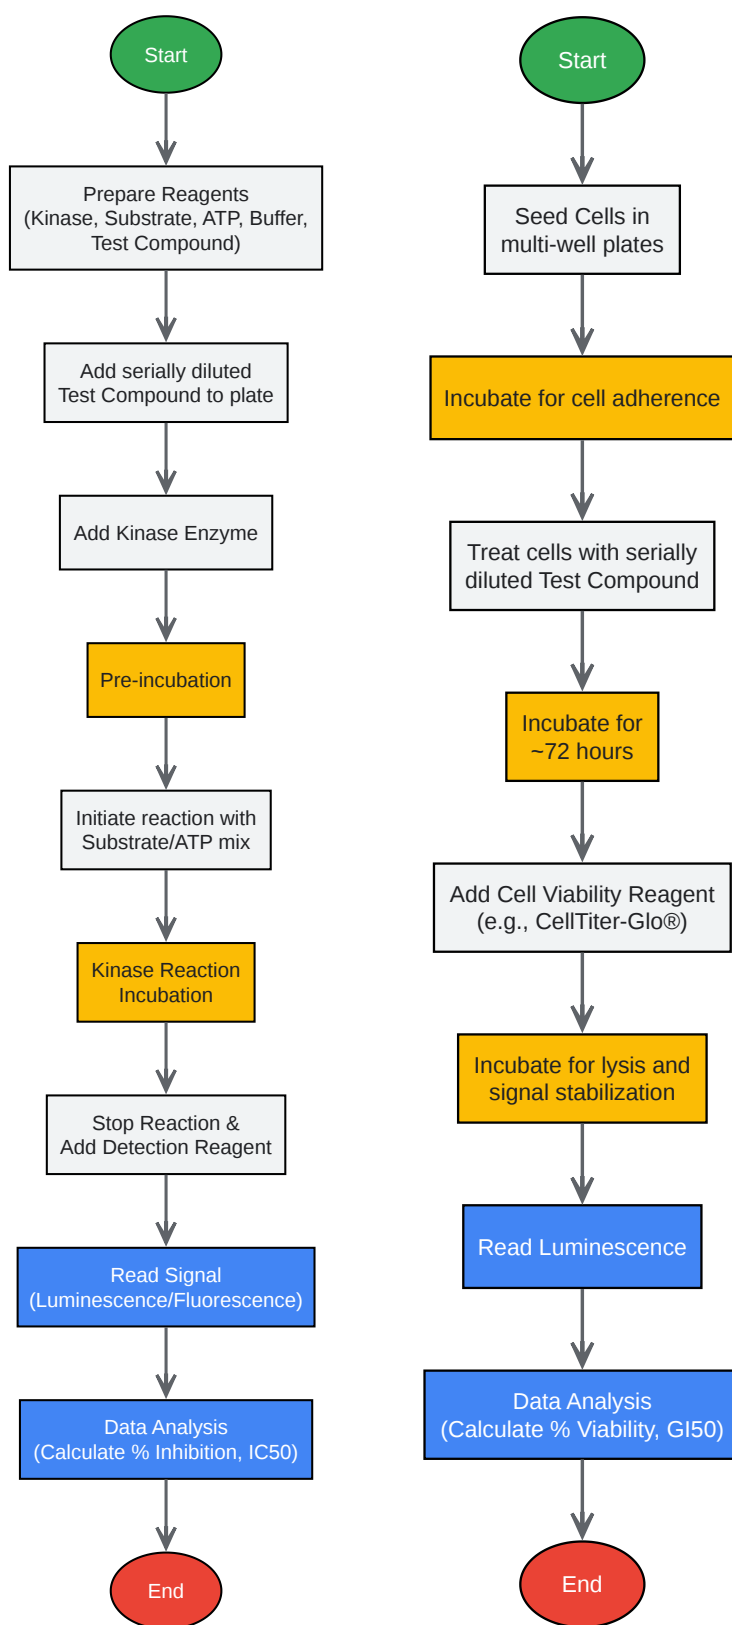 Start
Prepare Reagents
(Kinase, Substrate, ATP, Buffer,
Test Compound)
Add serially diluted
Test Compound to plate
Add Kinase Enzyme
Pre-incubation
Initiate reaction with
Substrate/ATP mix
Kinase Reaction
Incubation
Stop Reaction &
Add Detection Reagent
Read Signal
(Luminescence/Fluorescence)
Data Analysis
(Calculate % Inhibition, IC50)
End
Start
Seed Cells in
multi-well plates
Incubate for cell adherence
Treat cells with serially
diluted Test Compound
Incubate for
~72 hours
Add Cell Viability Reagent
(e.g., CellTiter-Glo®)
Incubate for lysis and
signal stabilization
Read Luminescence
Data Analysis
(Calculate % Viability, GI50)
End